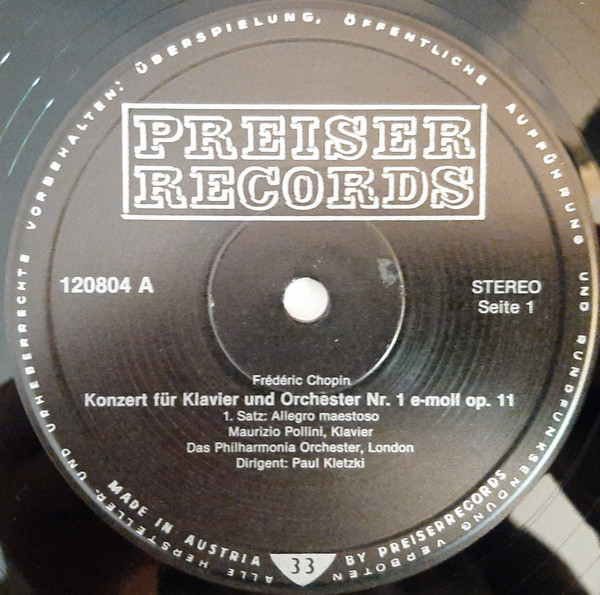 ALLE HERSTELLER- UND URHEBERRECHTE VORBEHALTEN: ÜBERSPIELUNG, ÖFFENTLICHE AUFFÜHRUNG UND RUNDFUNKSENDUNG VERBOTEN
PREISER
RECORDS
120804 A
STEREO
Seite 1
Frédéric Chopin
Konzert für Klavier und Orchester Nr. 1 e-moll op. 11
1. Satz: Allegro maestoso
Maurizio Pollini, Klavier
Das Philharmonia Orchester, London
Dirigent: Paul Kletzki
MADE IN AUSTRIA
33
BY PREISERRECORDS